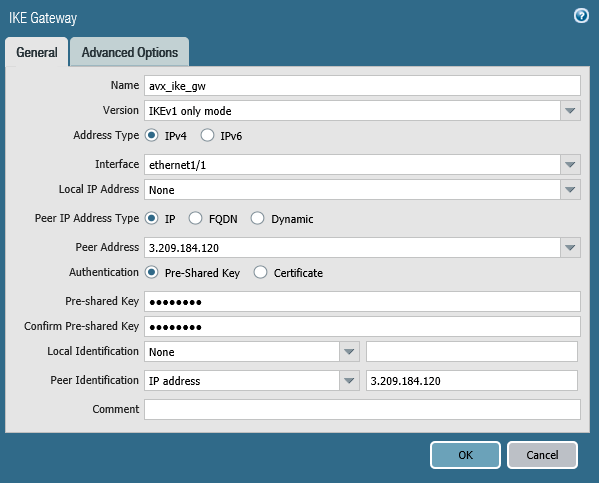 IKE Gateway
General Advanced Options
Name avx_ike_gw
Version IKEv1 only mode
Address Type IPv4 IPv6
Interface ethernet1/1
Local IP Address None
Peer IP Address Type IP FQDN Dynamic
Peer Address 3.209.184.120
Authentication Pre-Shared Key Certificate
Pre-shared Key ●●●●●●●●
Confirm Pre-shared Key ●●●●●●●●
Local Identification None
Peer Identification IP address 3.209.184.120
Comment
OK Cancel